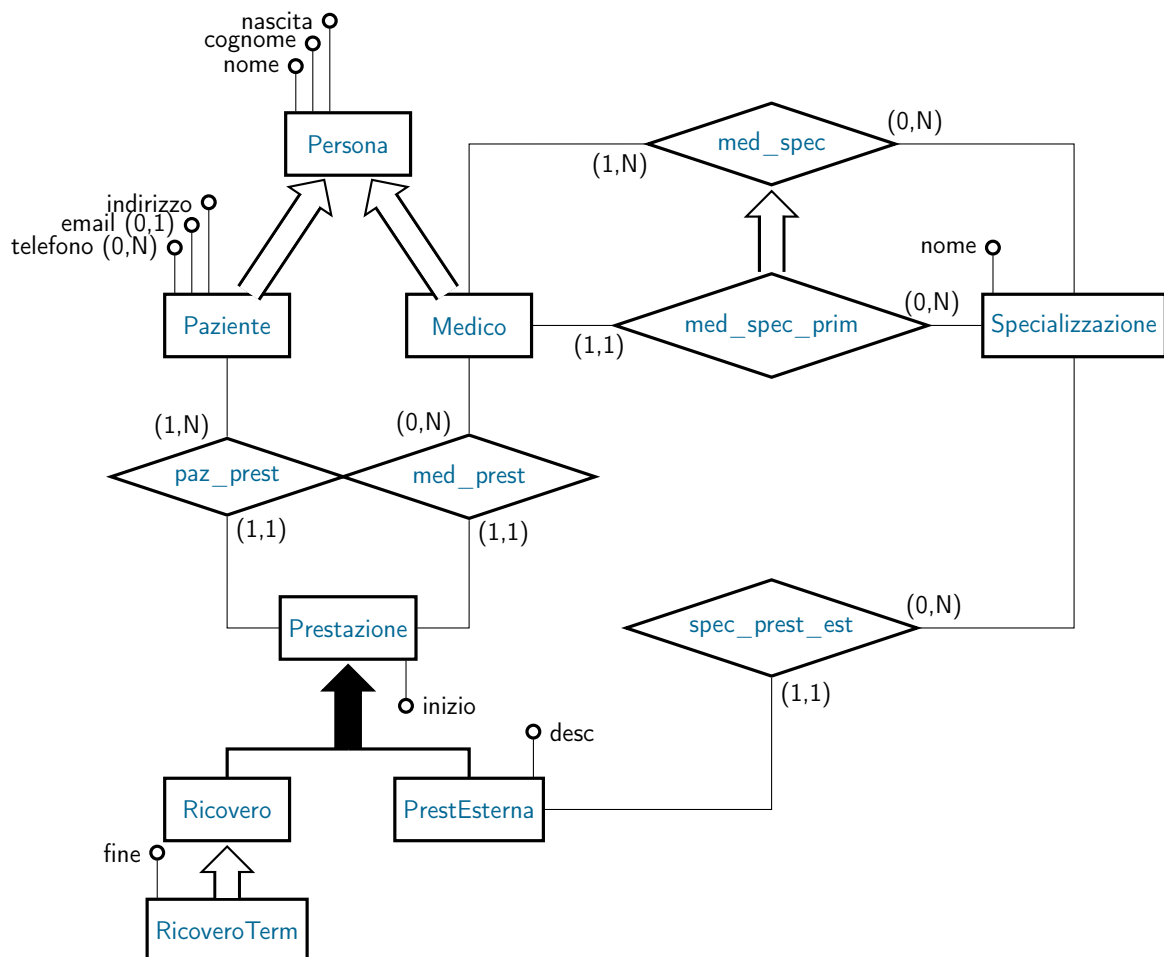 nascita
cognome
nome
Persona
med_spec
(0,N)
(1,N)
indirizzo
email (0,1)
telefono (0,N)
nome
Paziente
Medico
med_spec_prim
(0,N)
Specializzazione
(1,1)
(1,N)
(0,N)
paz_prest
med_prest
(1,1)
(1,1)
Prestazione
spec_prest_est
(0,N)
(1,1)
inizio
desc
Ricovero
PrestEsterna
fine
RicoveroTerm